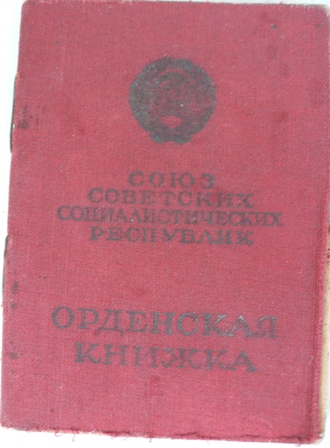 СОЮЗ
СОВЕТСКИХ
СОЦИАЛИСТИЧЕСКИХ
РЕСПУБЛИК
ОРДЕНСКАЯ
КНИЖКА